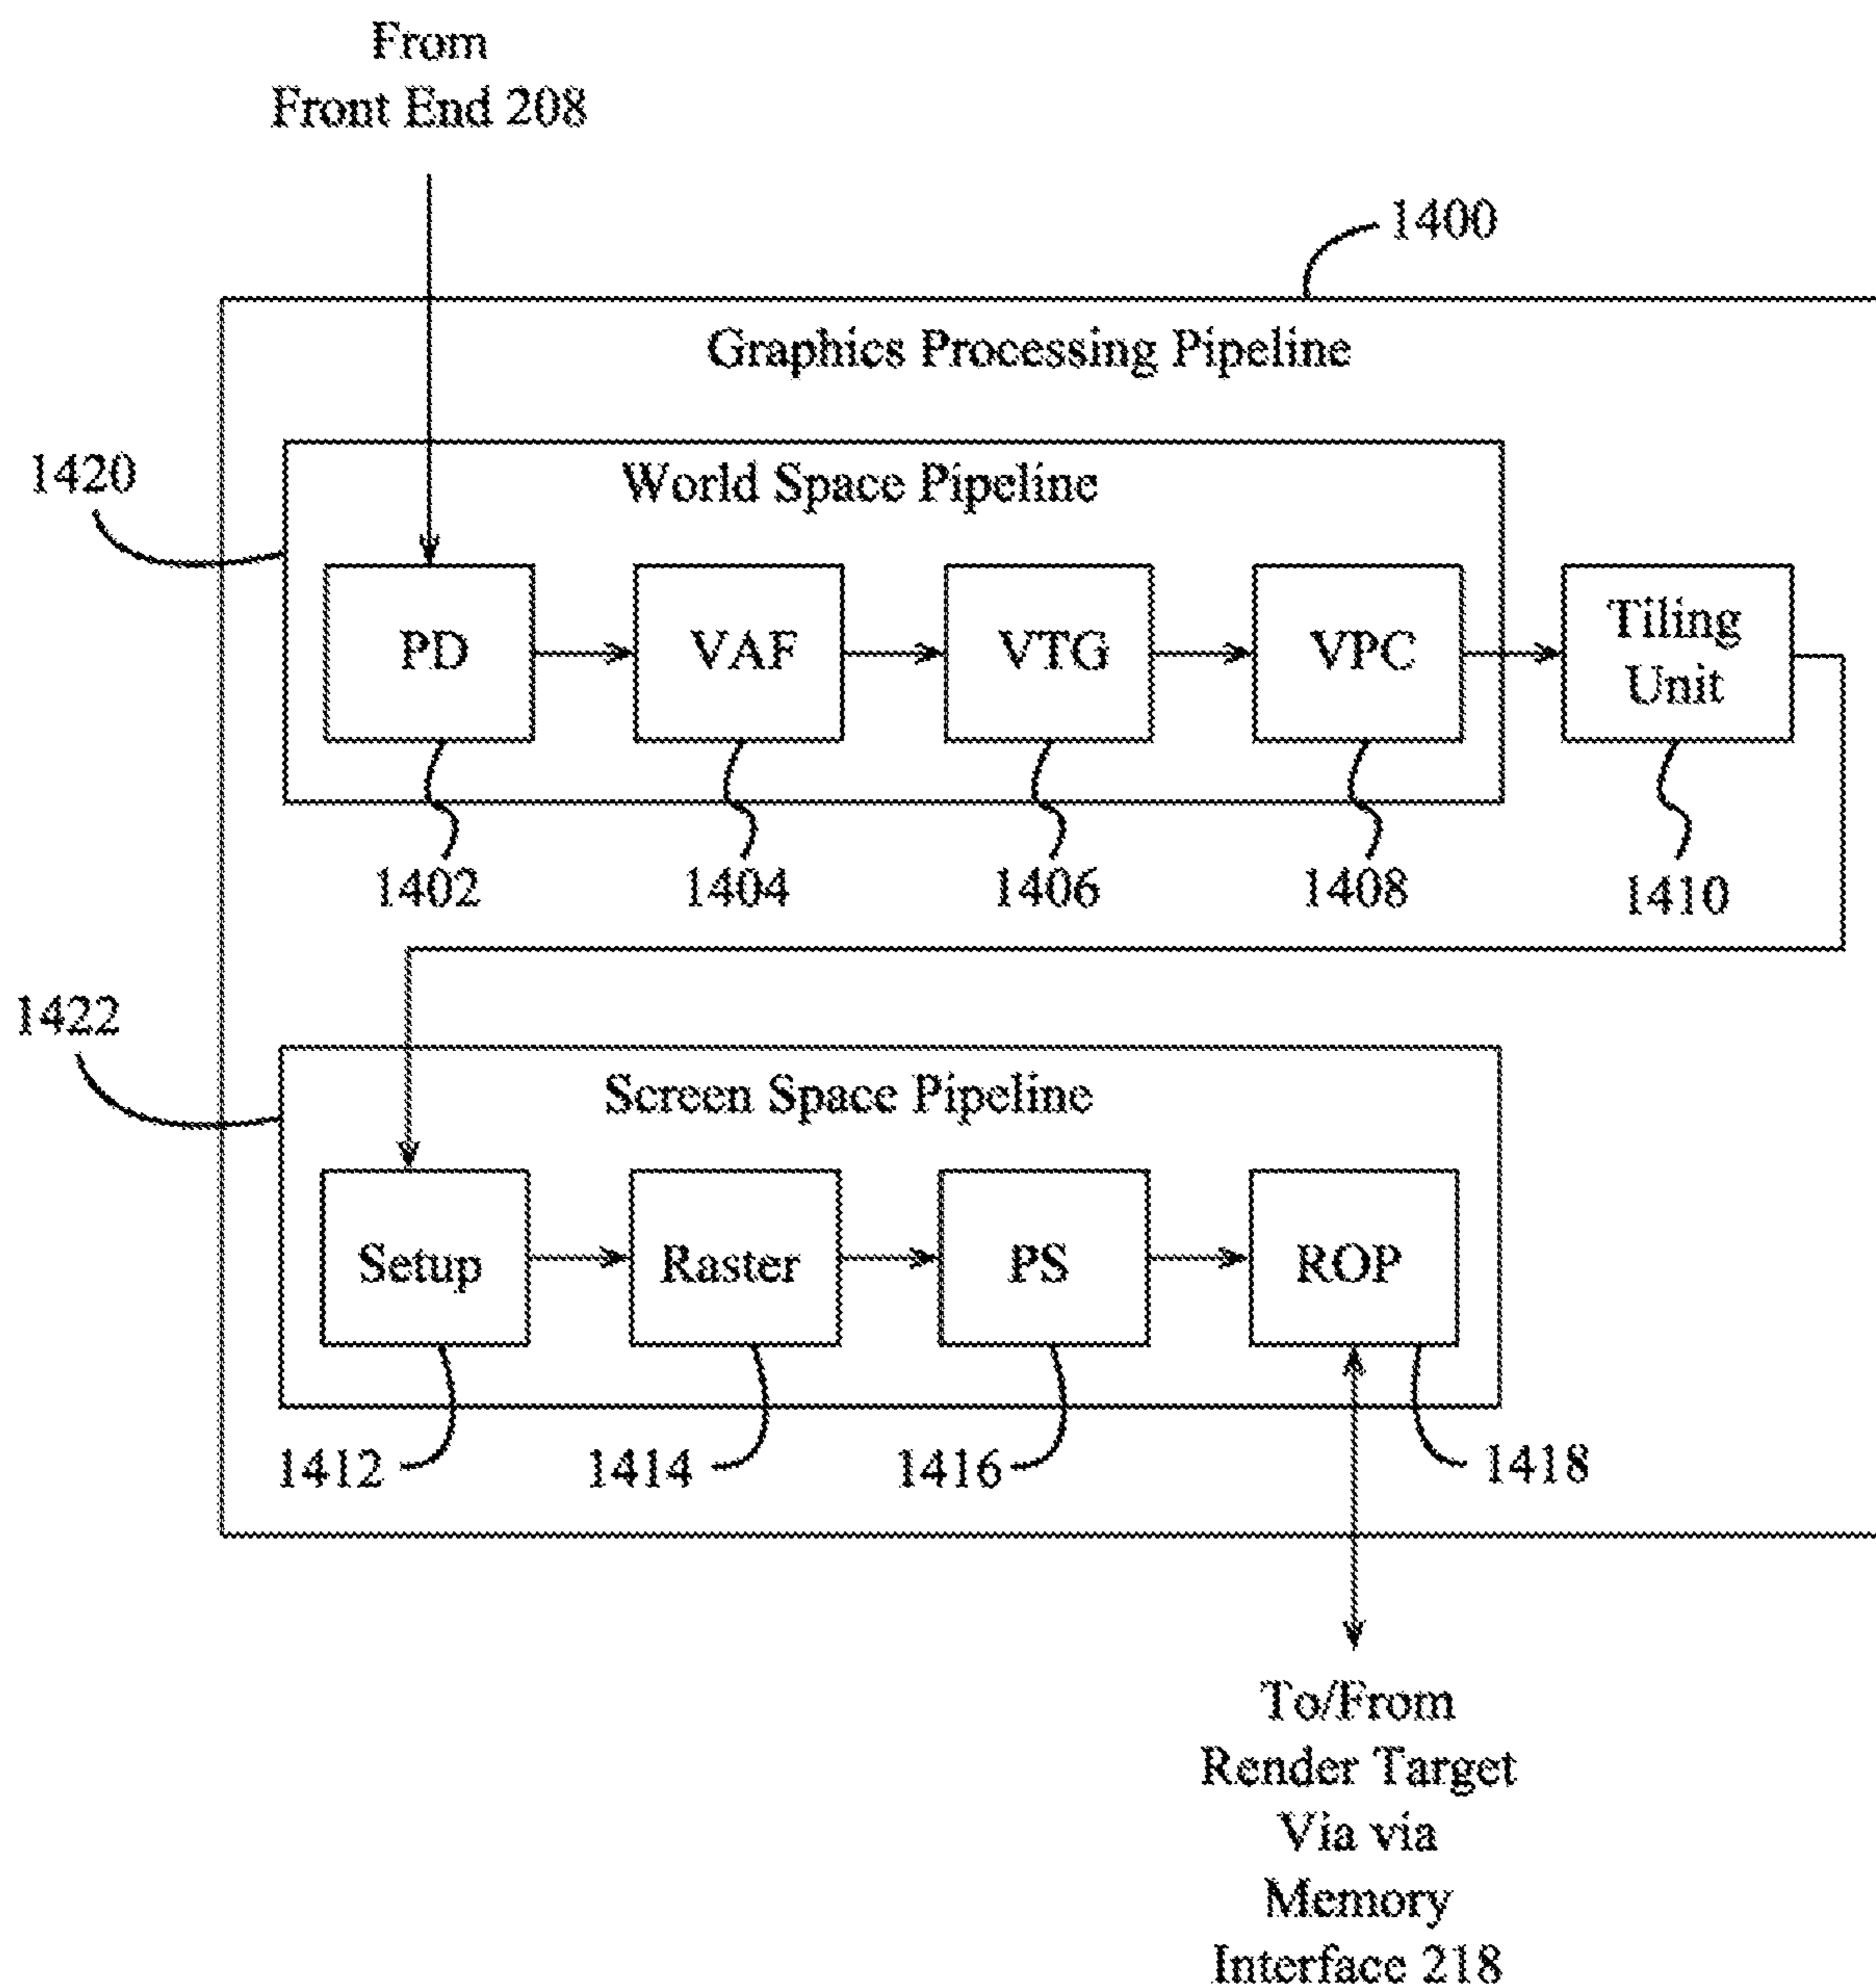 From
Front End 208
1400
Graphics Processing Pipeline
1420
World Space Pipeline
PD
VAF
VTG
VPC
Tiling
Unit
1402
1404
1406
1408
1410
1422
Screen Space Pipeline
Setup
Raster
PS
ROP
1412
1414
1416
1418
To/From
Render Target
Via via
Memory
Interface 218